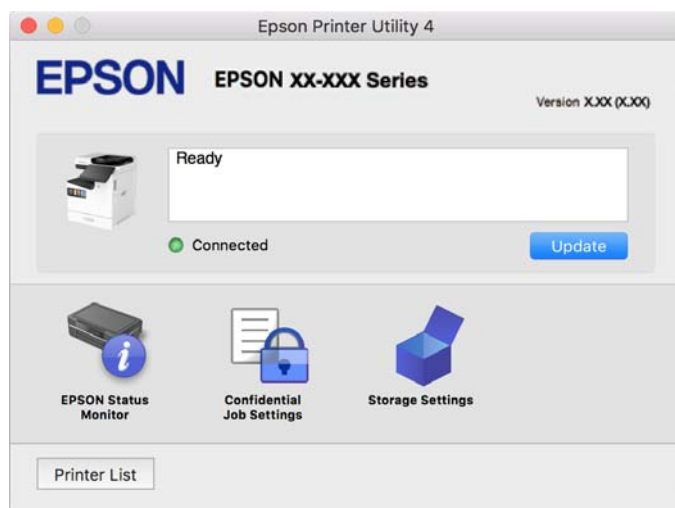 Epson Printer Utility 4
EPSON
EPSON XX-XXX Series
Version X.XX (X.XX)
Ready
Connected
Update
EPSON Status
Monitor
Confidential
Job Settings
Storage Settings
Printer List